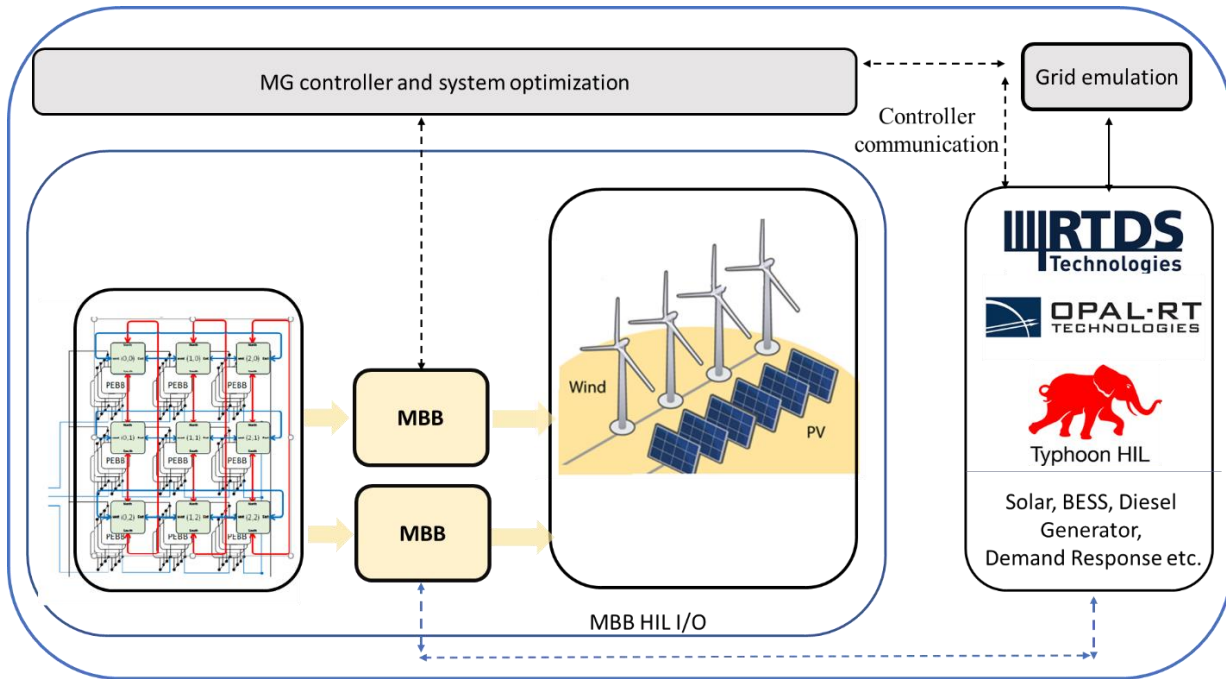 MG controller and system optimization
Grid emulation
Controller
communication
RTDS
Technologies
OPAL-RT
TECHNOLOGIES
Typhoon HIL
Solar, BESS, Diesel
Generator,
Demand Response etc.
(0,0)
(1,0)
(2,0)
PEBB
PEBB
PEBB
(0,1)
(1,1)
(2,1)
PEBB
PEBB
PEBB
(0,2)
(1,2)
(2,2)
PEBB
PEBB
PEBB
MBB
MBB
Wind
PV
MBB HIL I/O